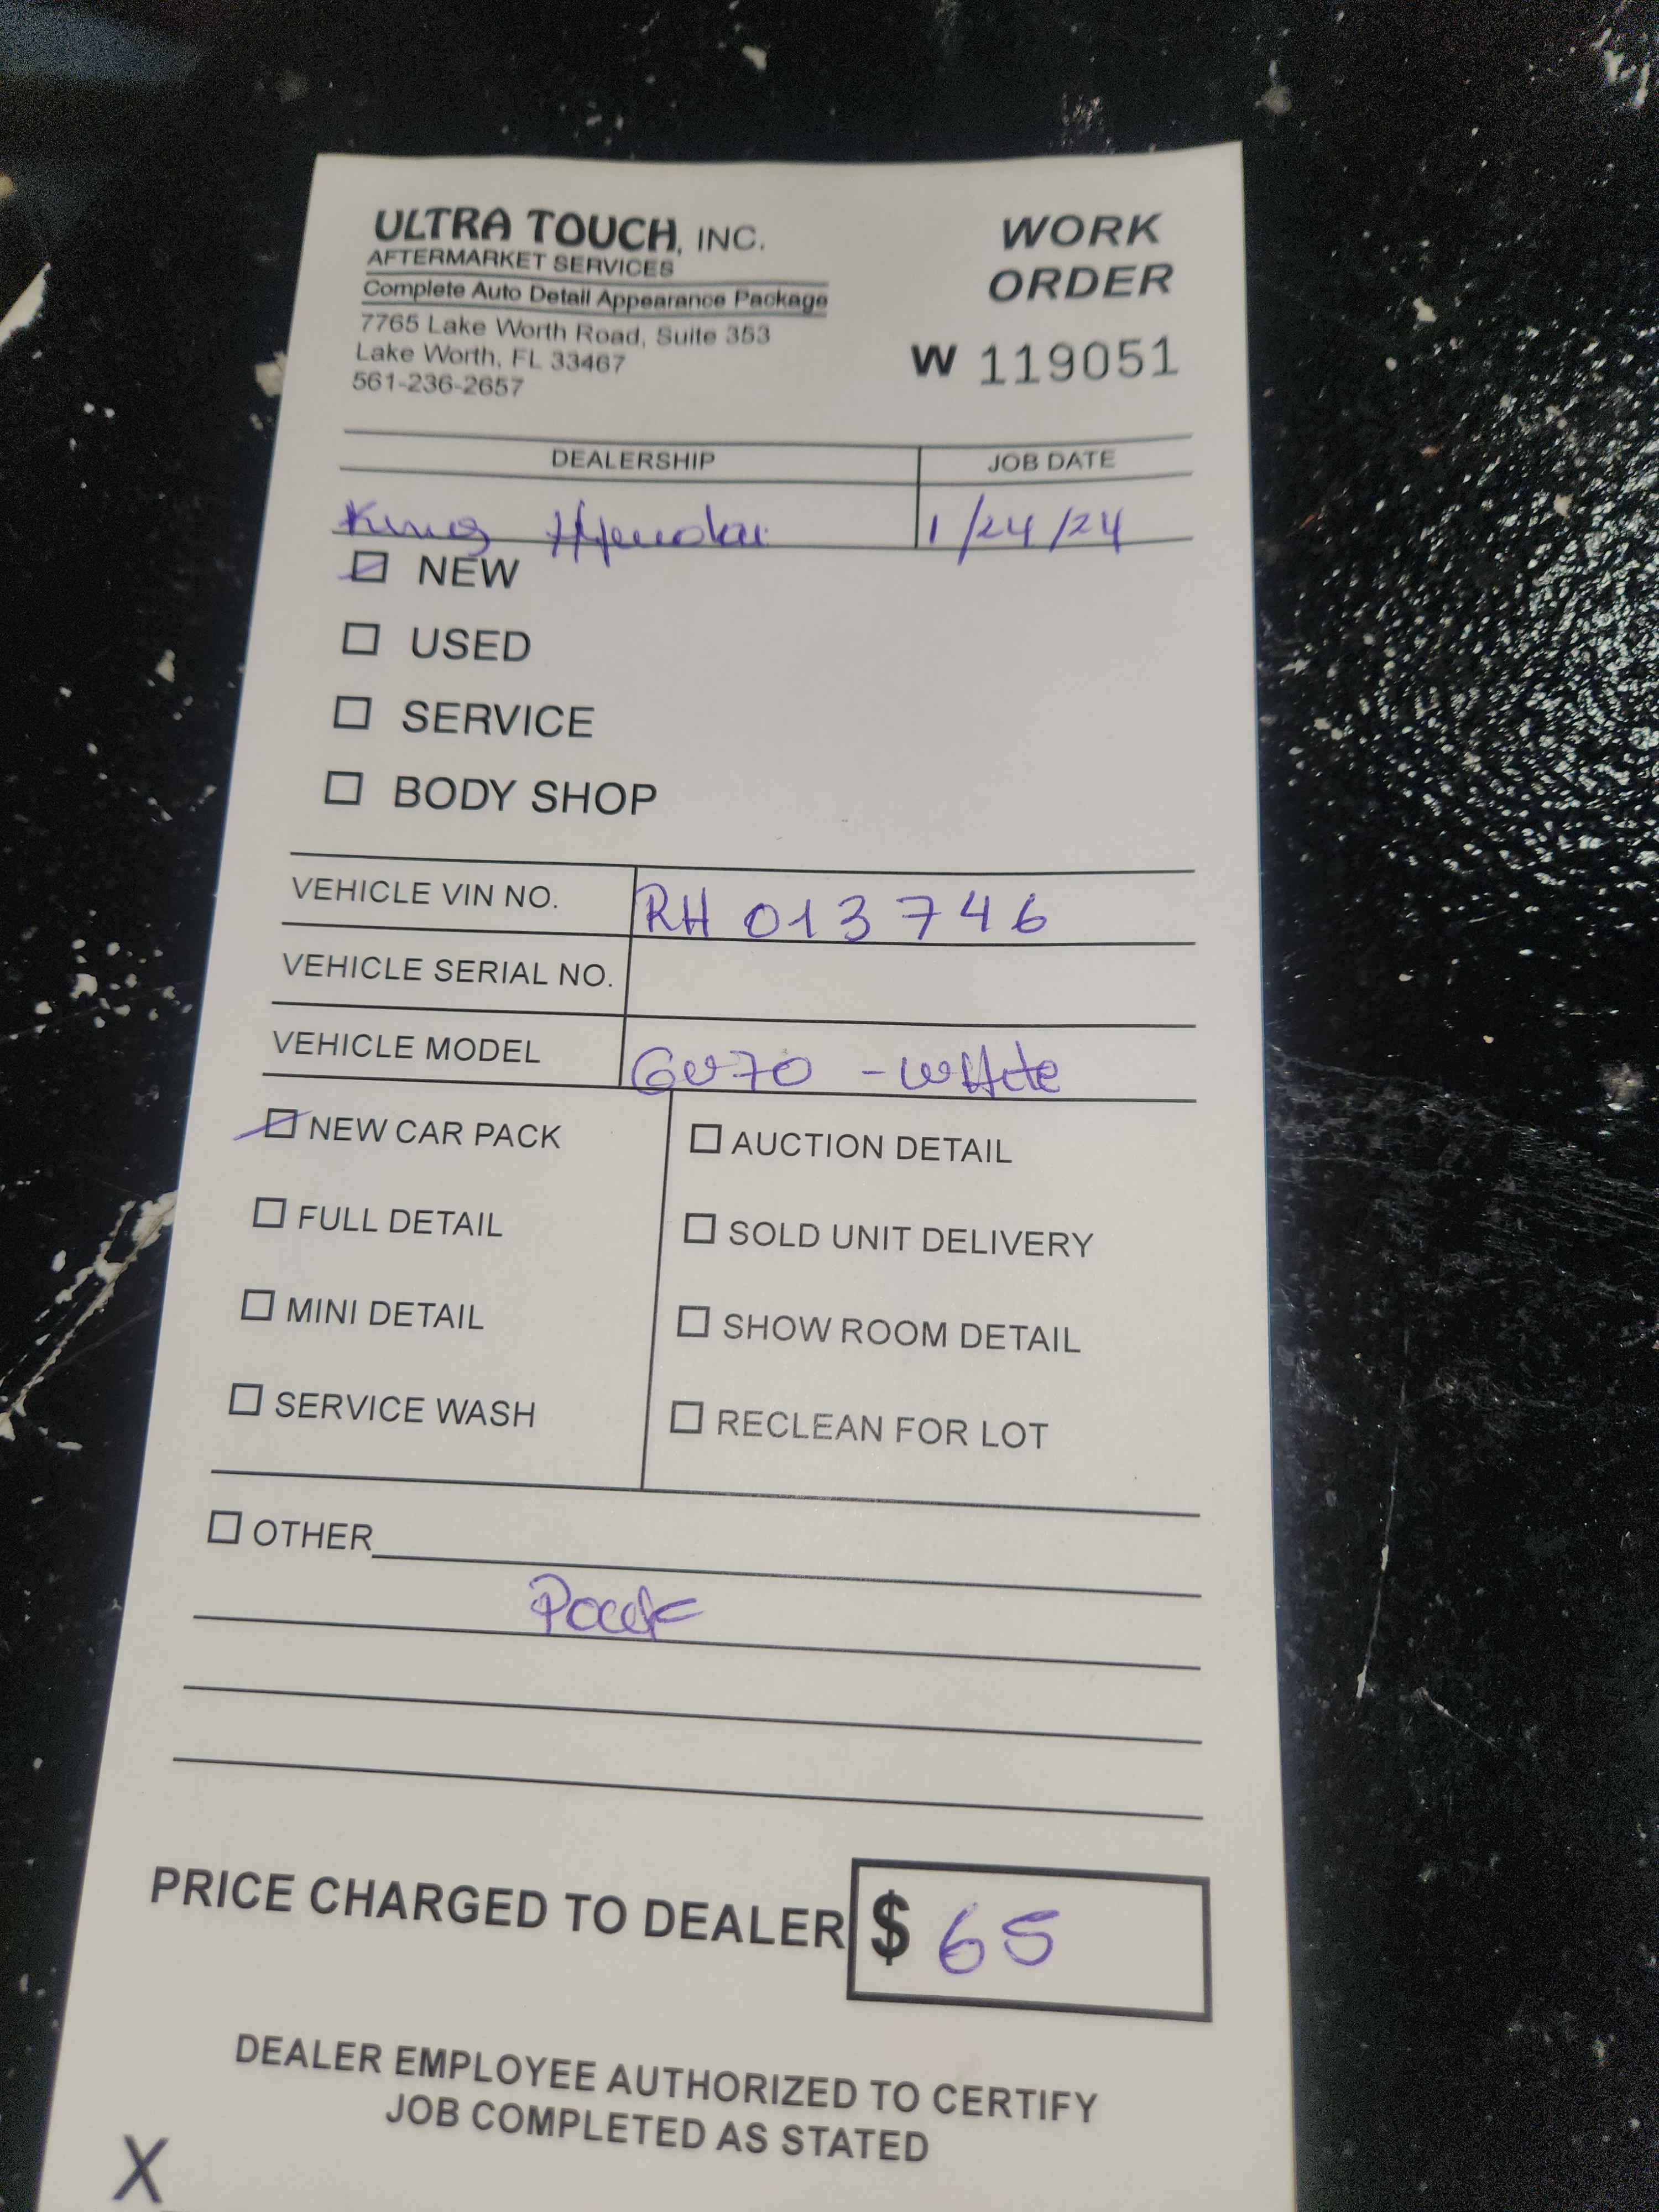 ULTRA TOUCH, INC.
AFTERMARKET SERVICES
Complete Auto Detail Appearance Package
7765 Lake Worth Road, Suite 353
Lake Worth, FL 33467
561-236-2657
WORK
ORDER
W 119051
DEALERSHIP
JOB DATE
King
1/24/24
NEW
USED
SERVICE
BODY SHOP
VEHICLE VIN NO. RH 013746
VEHICLE SERIAL NO.
VEHICLE MODEL GV70 - White
NEW CAR PACK
FULL DETAIL
MINI DETAIL
SERVICE WASH
AUCTION DETAIL
SOLD UNIT DELIVERY
SHOW ROOM DETAIL
RECLEAN FOR LOT
OTHER
PRICE CHARGED TO DEALER $ 65
DEALER EMPLOYEE AUTHORIZED TO CERTIFY
JOB COMPLETED AS STATED
X